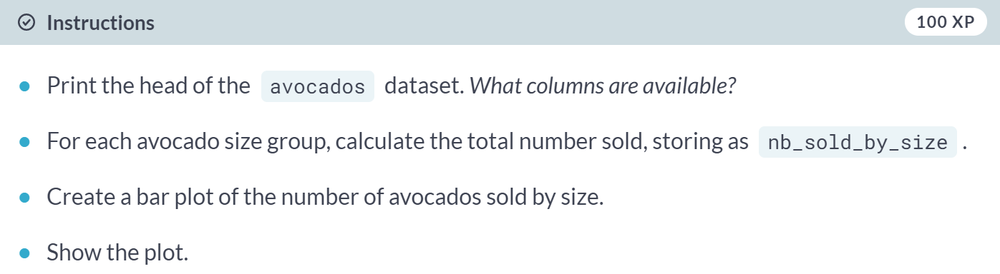 Instructions
100 XP
Print the head of the avocados dataset. What columns are available?
For each avocado size group, calculate the total number sold, storing as nb_sold_by_size .
Create a bar plot of the number of avocados sold by size.
Show the plot.